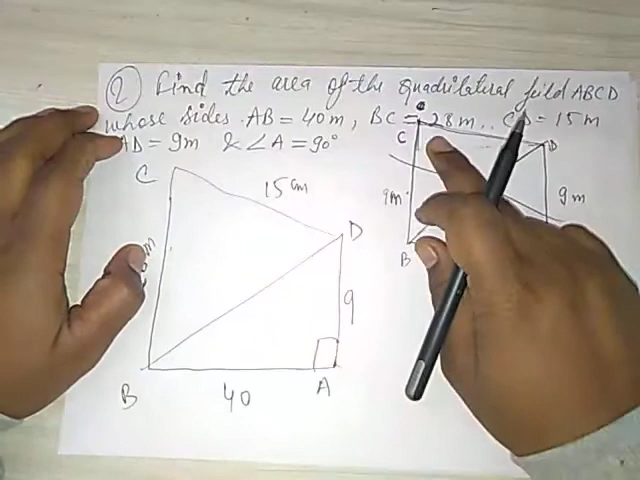 ② Find the area of the quadrilateral feild ABCD
whose sides. AB = 40m, BC = 28m.. CD = 15m
AD = 9m & ∠A = 90°
C
15 cm
C
D
9m
9m
D
B
9
B
40
A